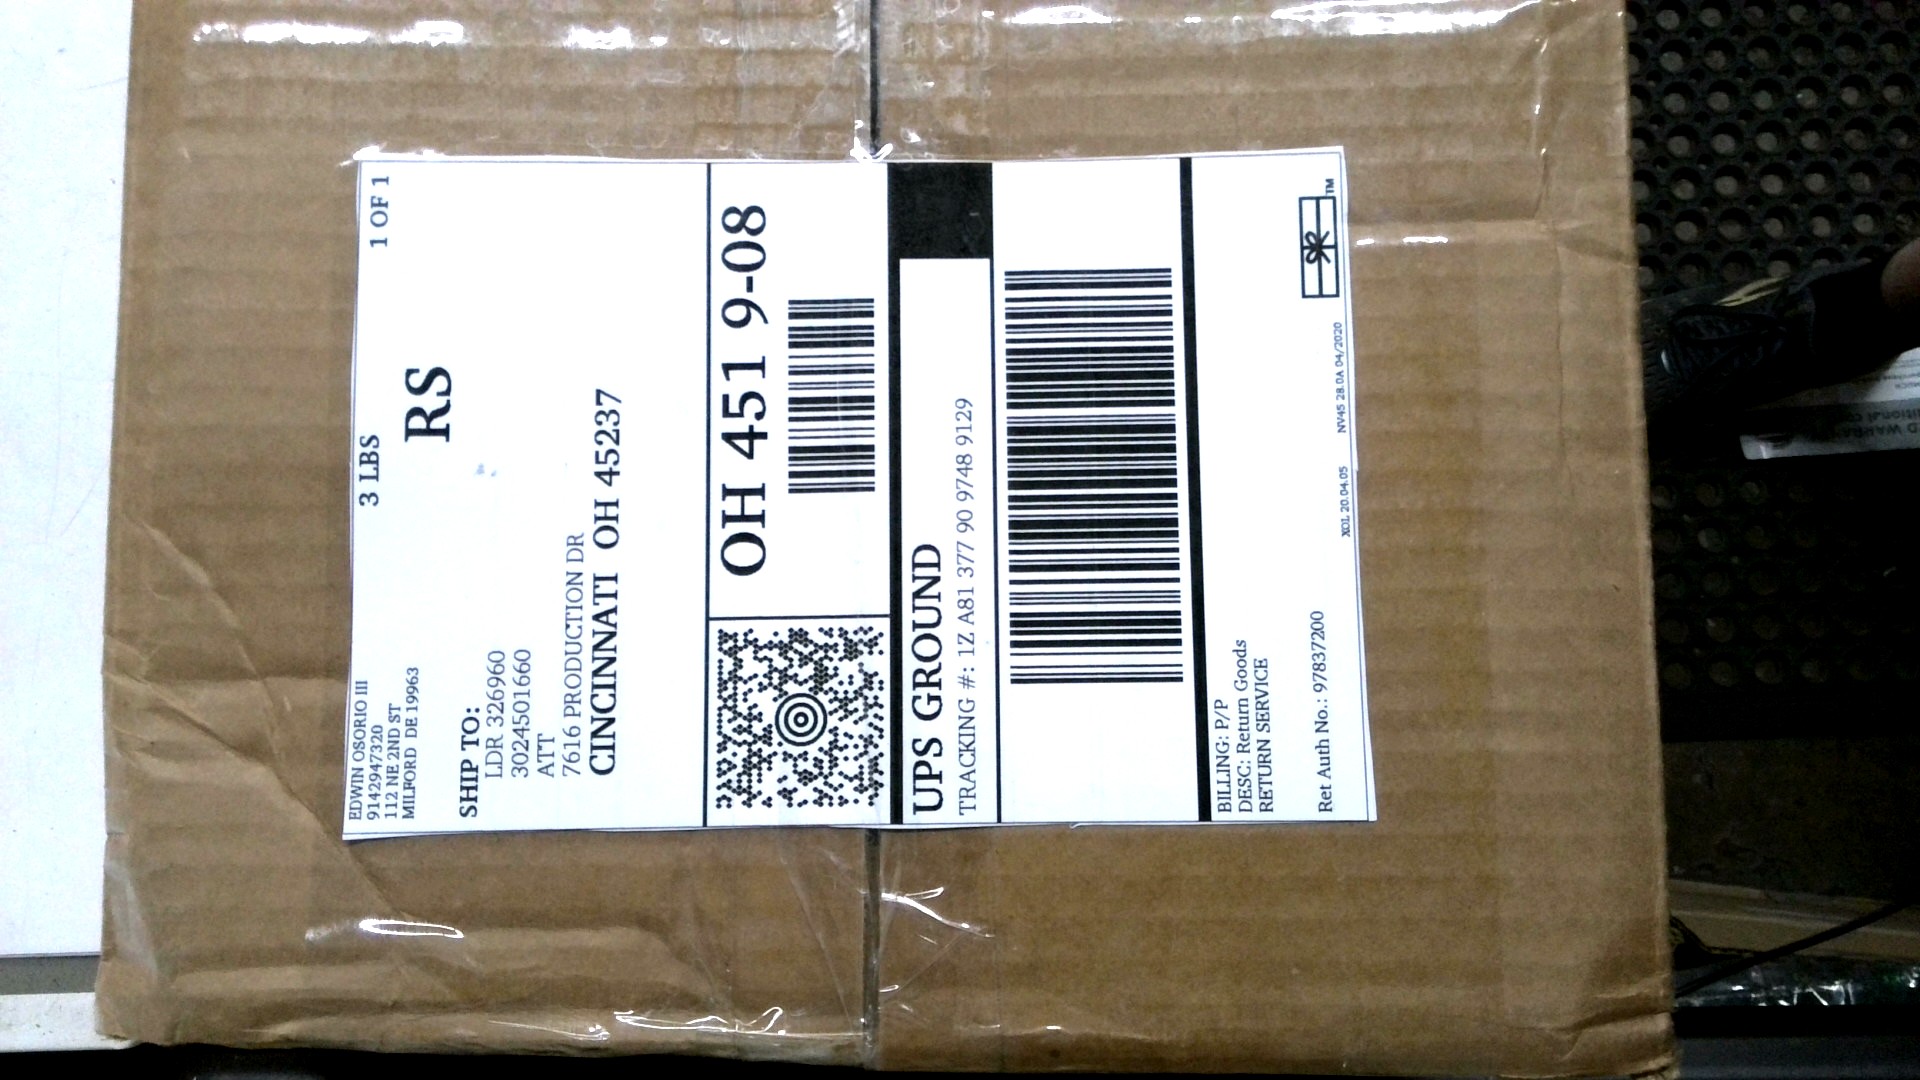 EDWIN OSORIO III
9142947320
112 NE 2ND ST
MILFORD DE 19963
3 LBS
1 OF 1
RS
SHIP TO:
LDR 326960
3024501660
ATT
7616 PRODUCTION DR
CINCINNATI OH 45237
OH 451 9-08
UPS GROUND
TRACKING #: 1Z A81 377 90 9748 9129
BILLING: P/P
DESC: Return Goods
RETURN SERVICE
Ret Auth No.: 97837200
XOL 20.04.05 NV45 28.0A 04/2020
TM